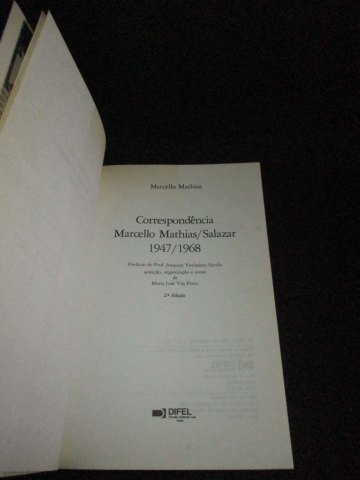 Marcello Mathias
Correspondência
Marcello Mathias/Salazar
1947/1968
Prefácio do Prof. Joaquim Veríssimo Serrão
selecção, organização e notas
de
Maria José Vaz Pinto
2ª Edição
DIFEL